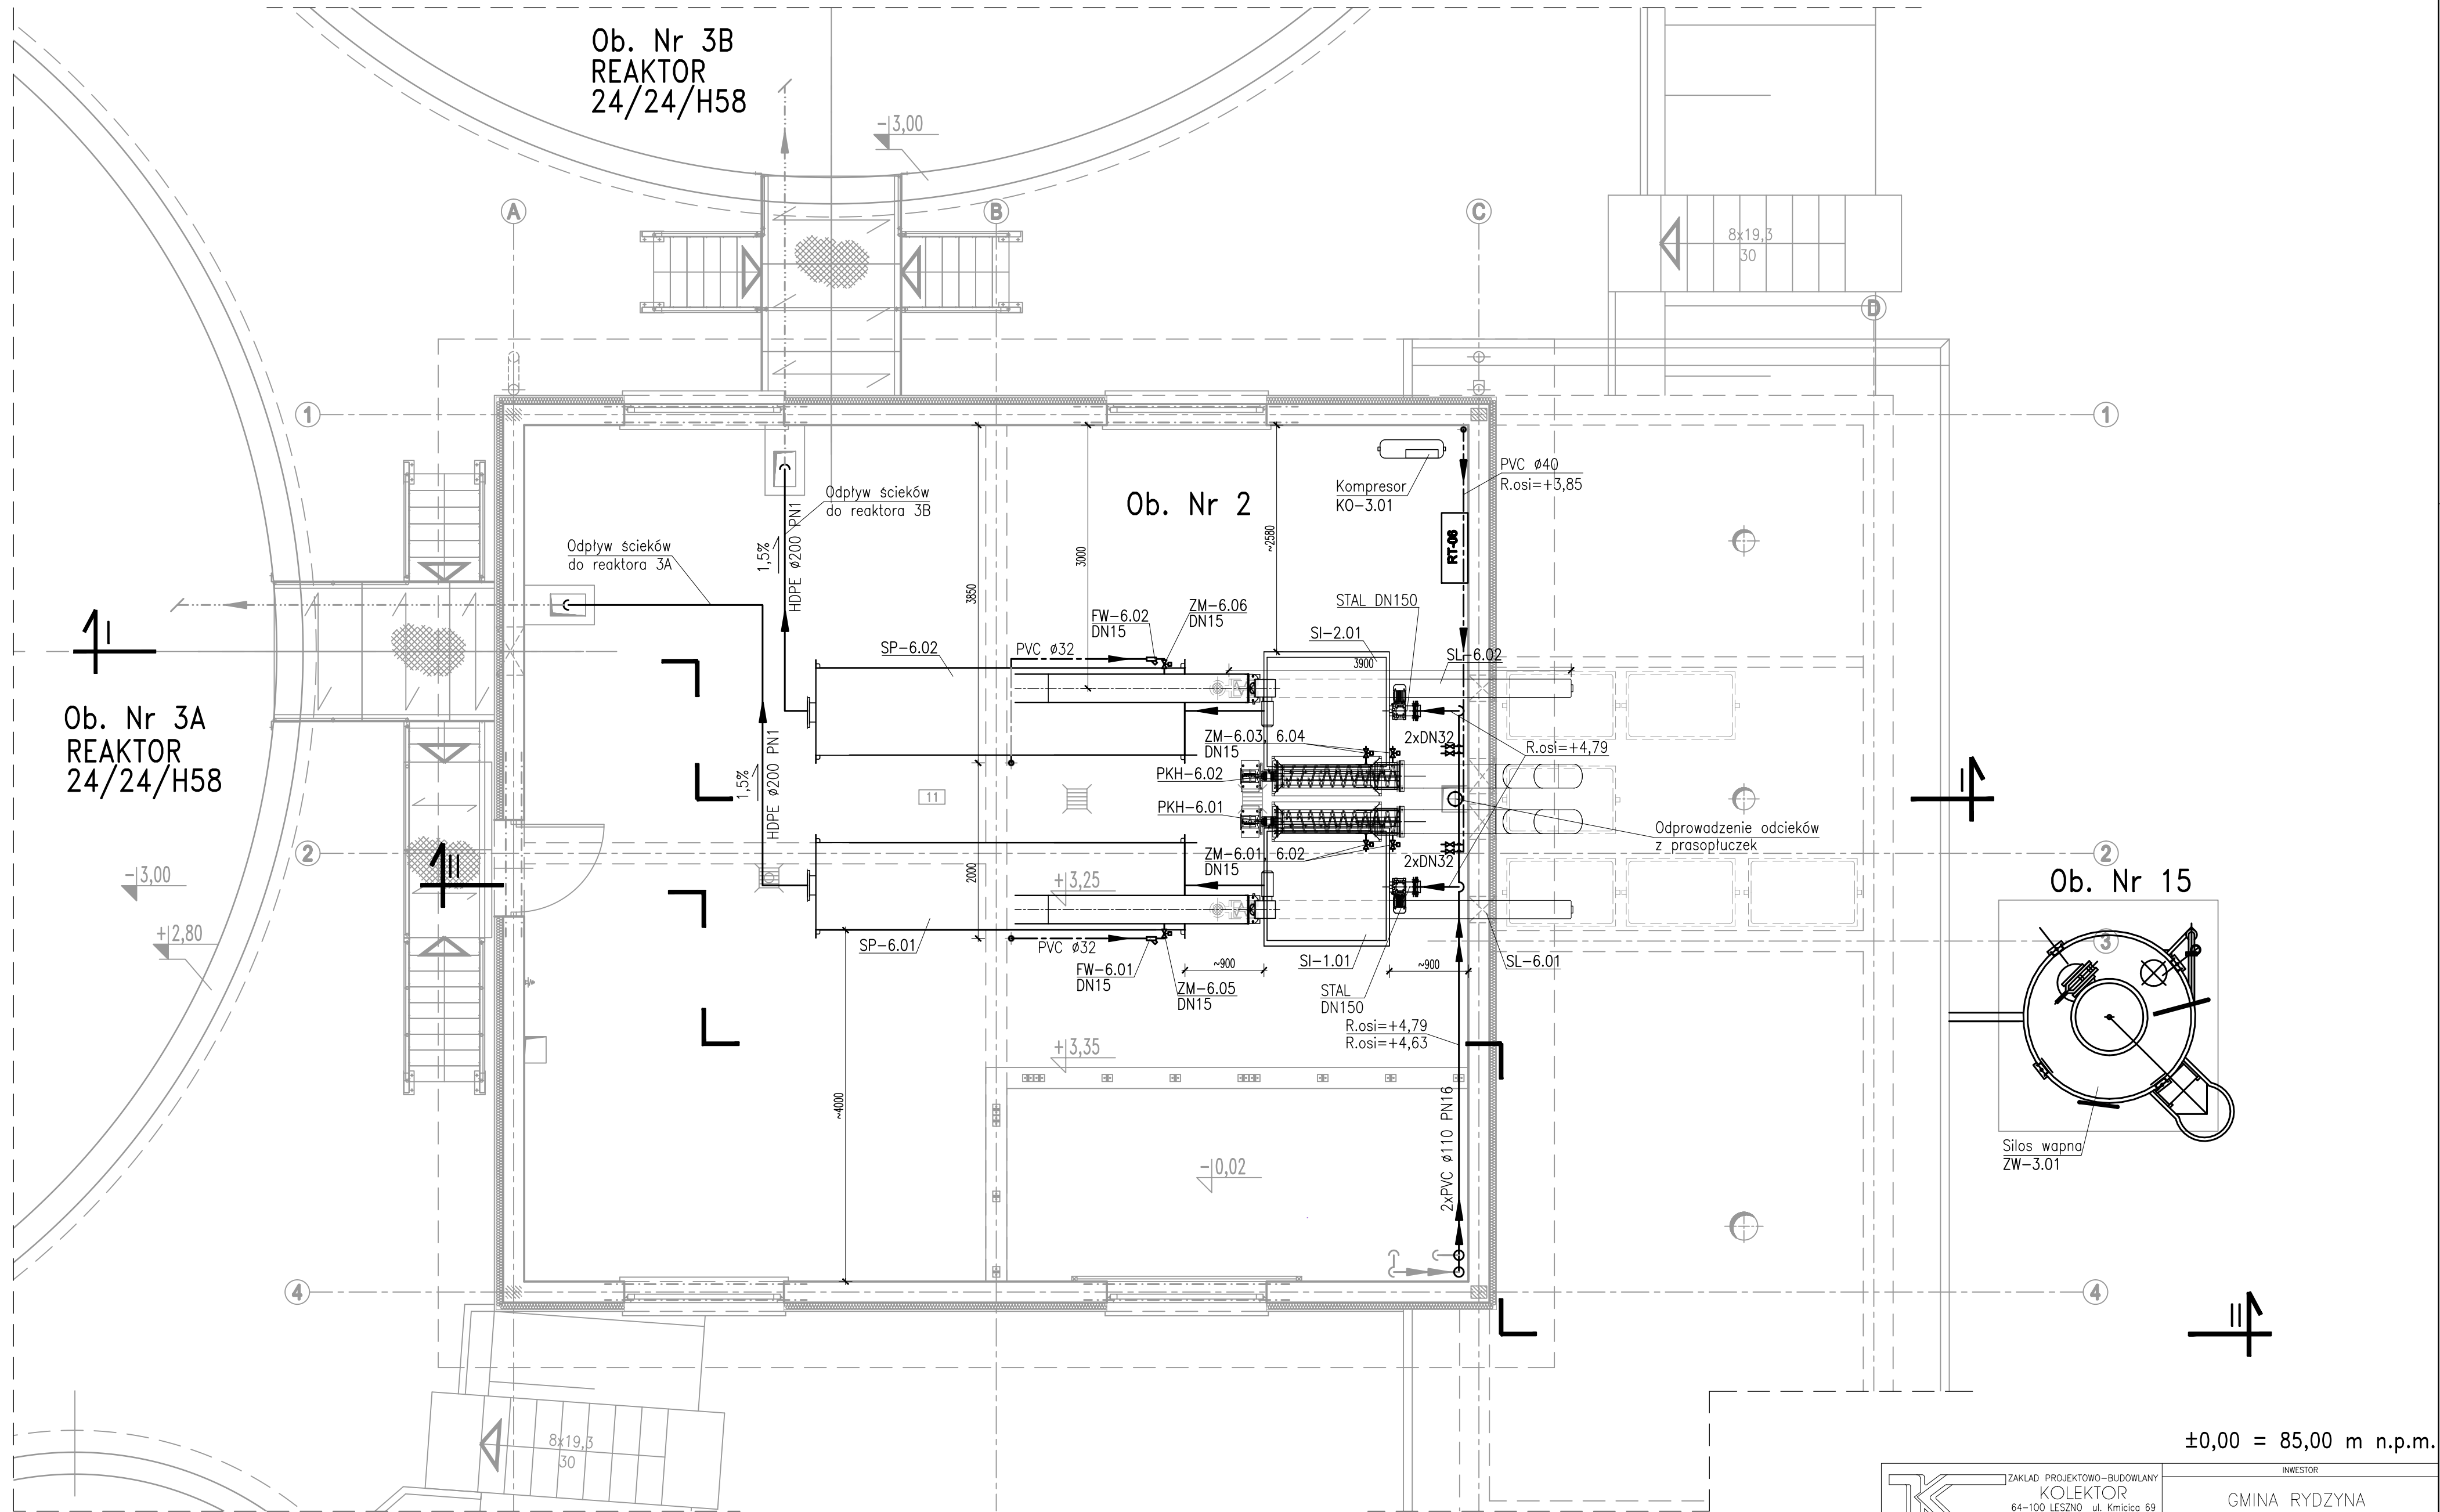 Ob. Nr 3B
REAKTOR
24/24/H58
-3,00
A
B
C
8x19,3
30
D
1
1
Odpływ ścieków
do reaktora 3B
1,5%
HDPE ø200 PN1
Ob. Nr 2
Kompresor
KO-3.01
PVC ø40
R.osi=+3,85
RT-06
~2580
3000
3850
Odpływ ścieków
do reaktora 3A
I
FW-6.02
DN15
ZM-6.06
DN15
STAL DN150
SI-2.01
3900
SL-6.02
SP-6.02
PVC ø32
Ob. Nr 3A
REAKTOR
24/24/H58
1,5%
HDPE ø200 PN1
ZM-6.03, 6.04
DN15
2xDN32
R.osi=+4,79
PKH-6.02
PKH-6.01
11
I
Odprowadzenie odcieków
z prasopłuczek
2
2
ZM-6.01, 6.02
DN15
2xDN32
II
-3,00
+2,80
2000
+3,25
SP-6.01
PVC ø32
FW-6.01
DN15
ZM-6.05
DN15
~900
SI-1.01
~900
SL-6.01
STAL
DN150
R.osi=+4,79
R.osi=+4,63
3
Ob. Nr 15
+3,35
~4000
2xPVC ø110 PN16
-0,02
Silos wapna
ZW-3.01
4
4
II
8x19,3
30
±0,00 = 85,00 m n.p.m.
INWESTOR
ZAKLAD PROJEKTOWO-BUDOWLANY
KOLEKTOR
64-100 LESZNO ul. Kmicica 69
GMINA RYDZYNA